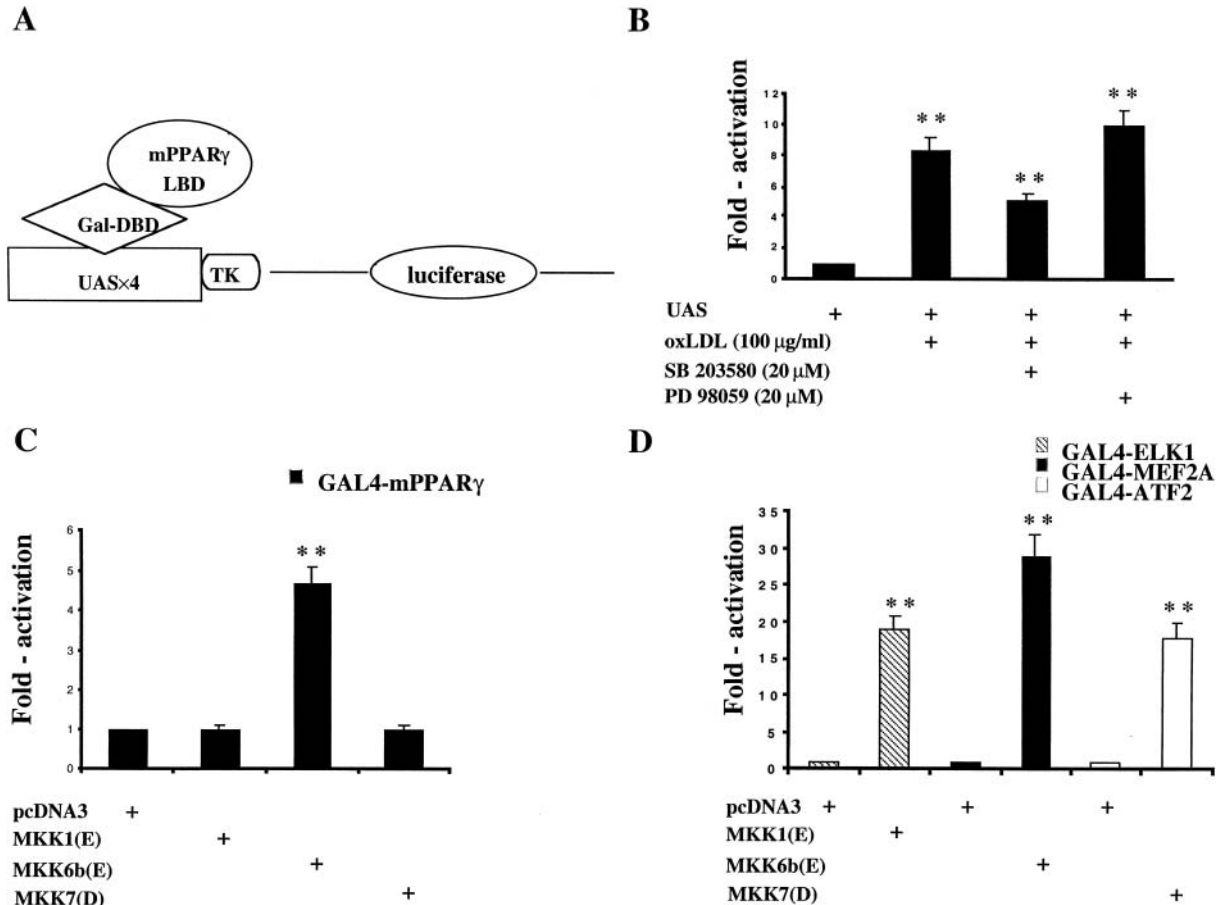 A
mPPARγ
LBD
Gal-DBD
UAS×4
TK
luciferase
B
Fold - activation
12
10
8
6
4
2
0
**
**
**
UAS + + + +
oxLDL (100 μg/ml) + + +
SB 203580 (20 μM) +
PD 98059 (20 μM) +
C
GAL4-mPPARγ
Fold - activation
6
5
4
3
2
1
0
**
pcDNA3 +
MKK1(E) +
MKK6b(E) +
MKK7(D) +
D
GAL4-ELK1
GAL4-MEF2A
GAL4-ATF2
Fold - activation
35
30
25
20
15
10
5
0
**
**
**
pcDNA3 + + +
MKK1(E) +
MKK6b(E) +
MKK7(D) +